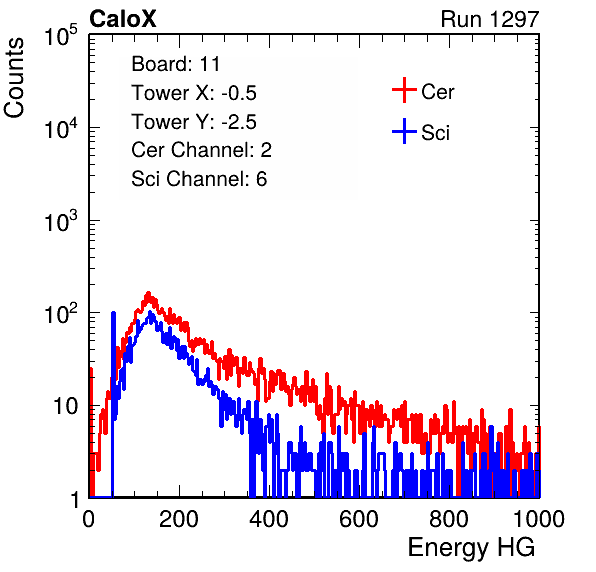 CaloX Run 1297
Counts
Board: 11
Tower X: -0.5
Tower Y: -2.5
Cer Channel: 2
Sci Channel: 6
Cer
Sci
10^5
10^4
10^3
10^2
10
1
0 200 400 600 800 1000
Energy HG